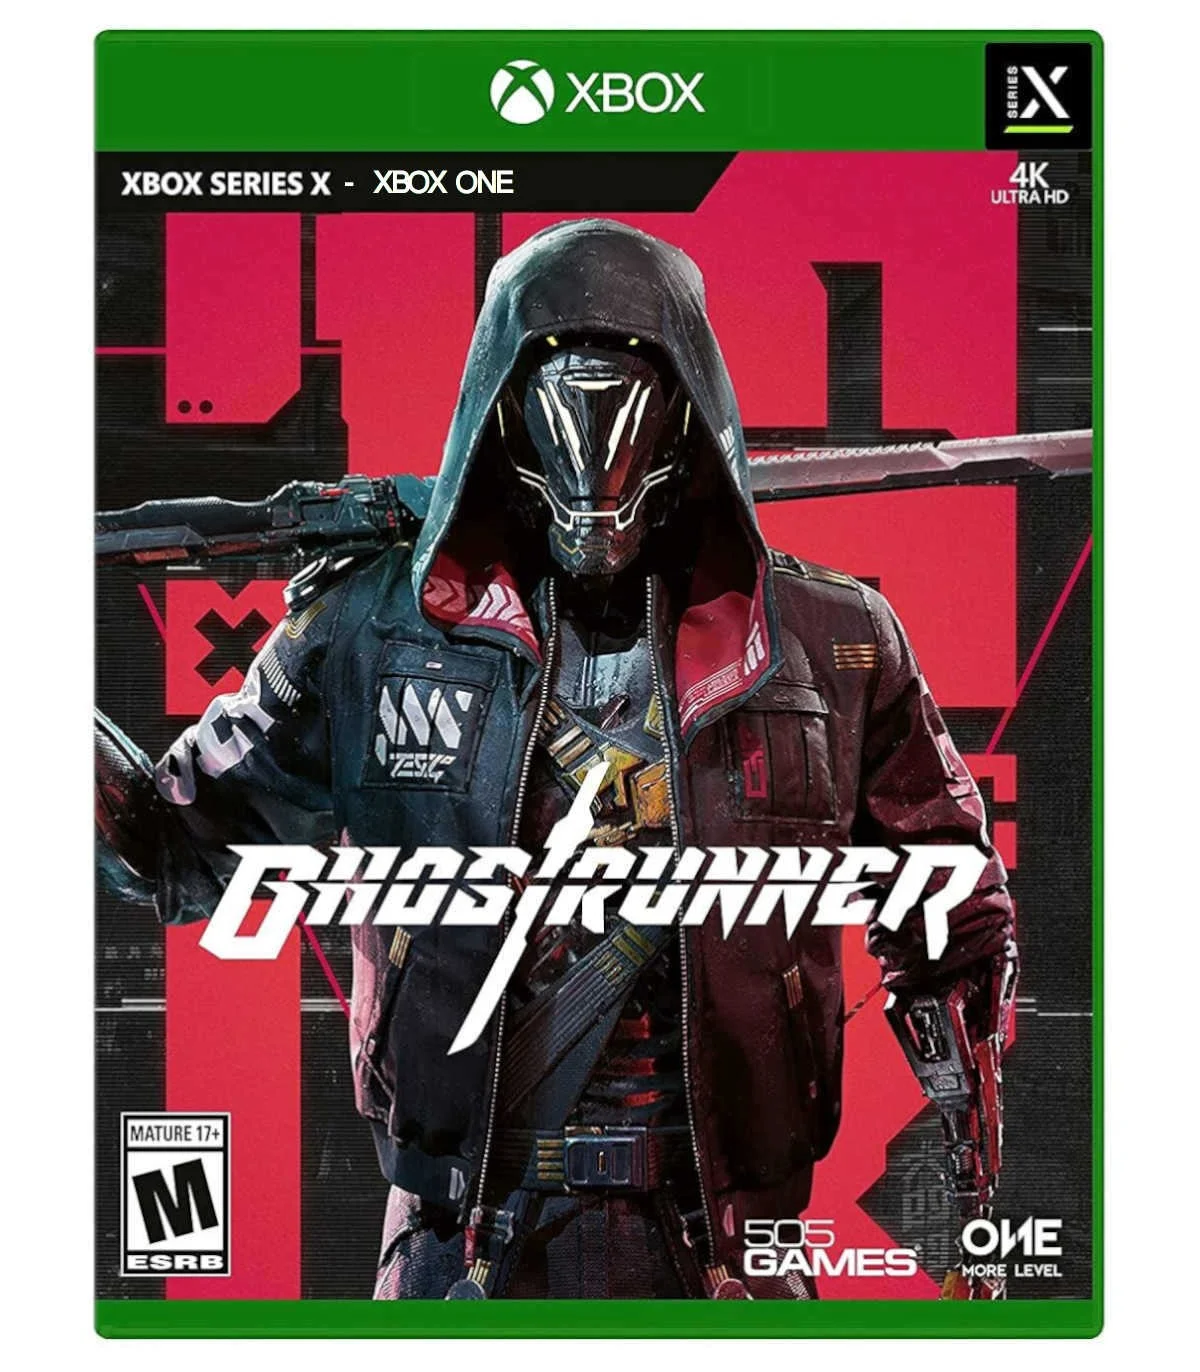 XBOX
SERIES X
XBOX SERIES X - XBOX ONE
4K
ULTRA HD
GHOSTRUNNER
MATURE 17+
M
ESRB
505
GAMES
ONE
MORE LEVEL